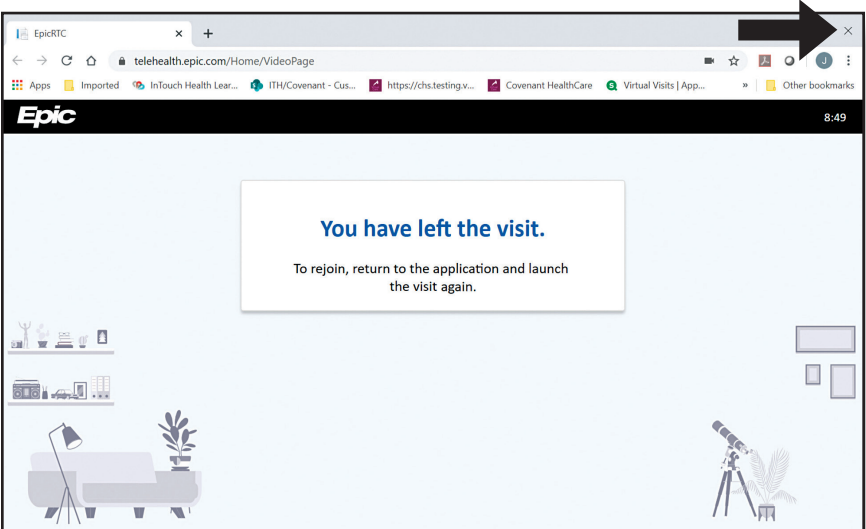 EpicRTC
telehealth.epic.com/Home/VideoPage
J
Apps Imported InTouch Health Lear... ITH/Covenant - Cus... https://chs.testing.v... Covenant HealthCare S Virtual Visits | App... » Other bookmarks
Epic 8:49
You have left the visit.
To rejoin, return to the application and launch
the visit again.